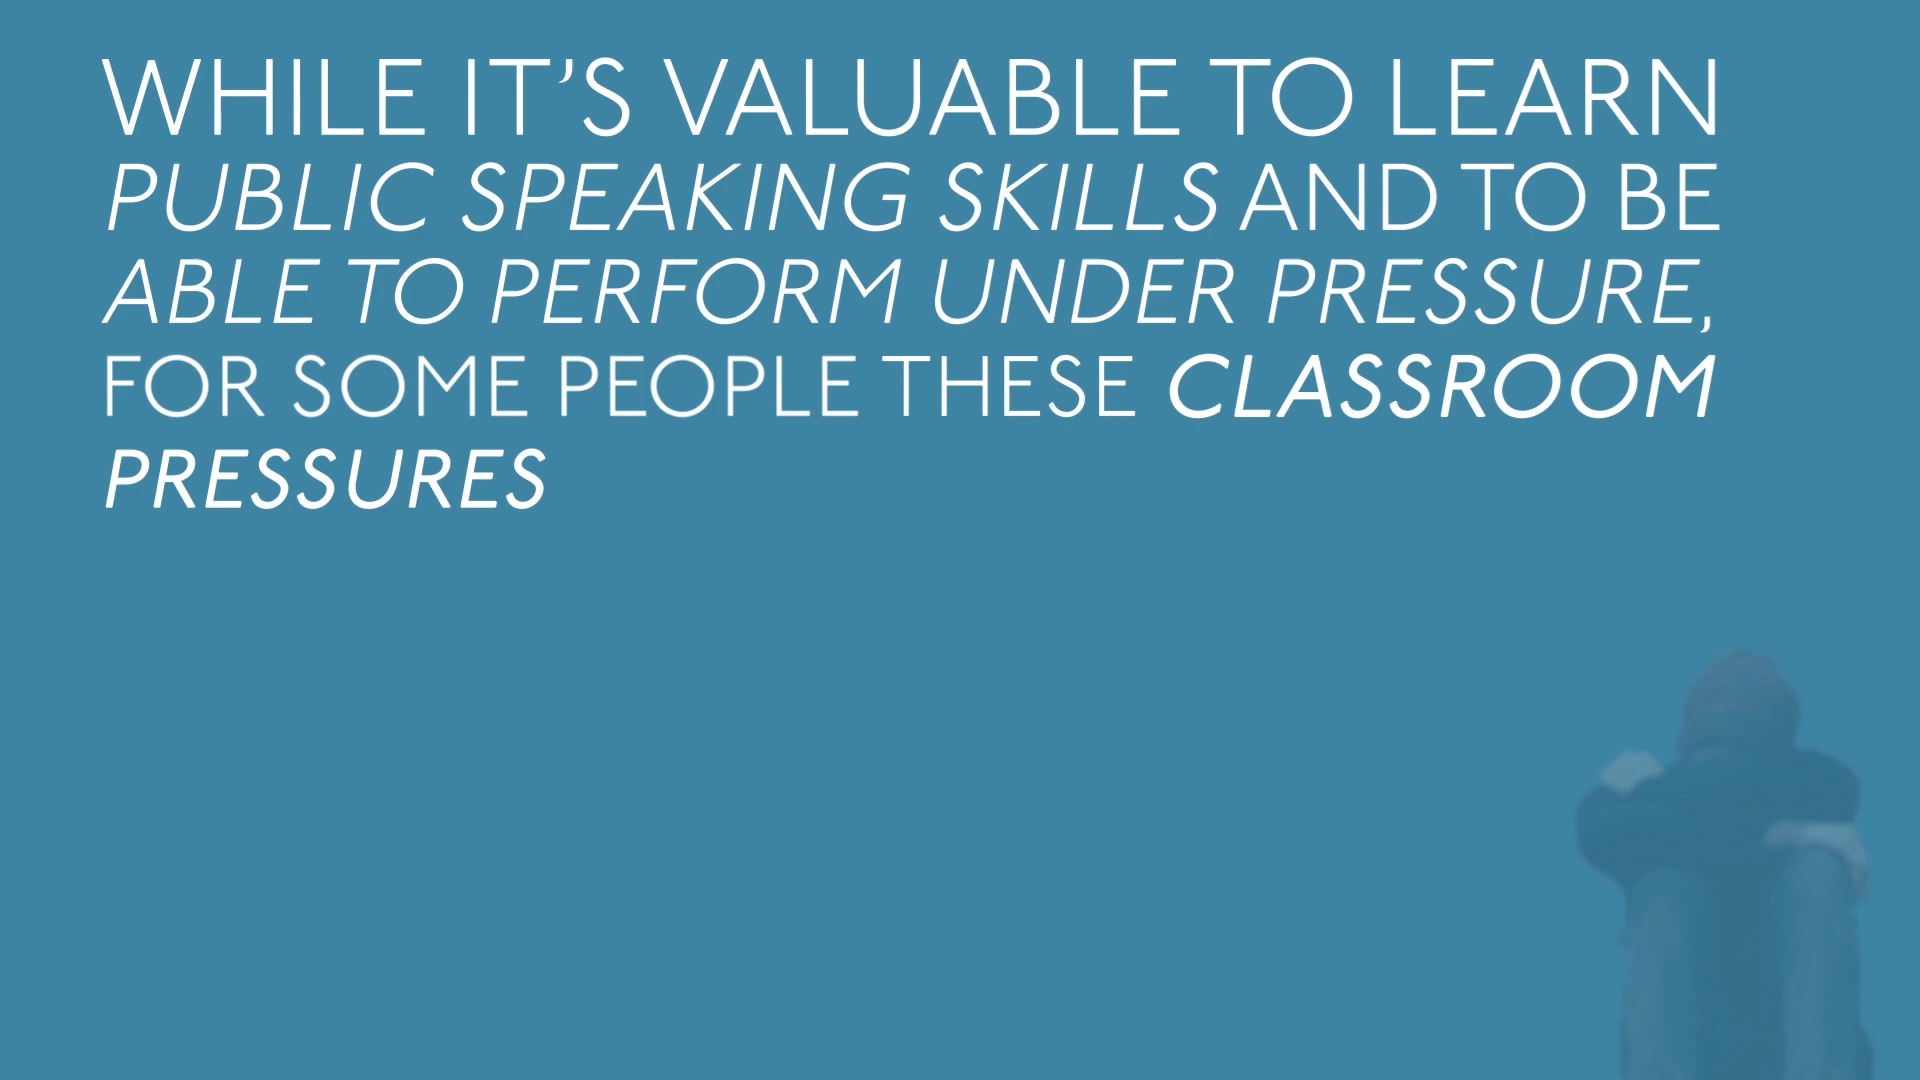 WHILE IT’S VALUABLE TO LEARN
PUBLIC SPEAKING SKILLS AND TO BE
ABLE TO PERFORM UNDER PRESSURE,
FOR SOME PEOPLE THESE CLASSROOM
PRESSURES